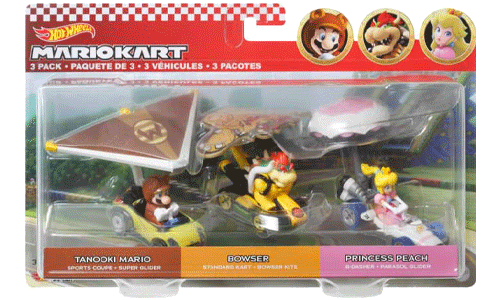 Hot Wheels
MARIOKART
3 PACK • PAQUETE DE 3 • 3 VÉHICULES • 3 PACOTES
TANOOKI MARIO
SPORTS COUPE • SUPER GLIDER
BOWSER
STANDARD KART • BOWSER KITE
PRINCESS PEACH
B-DASHER • PARASOL GLIDER